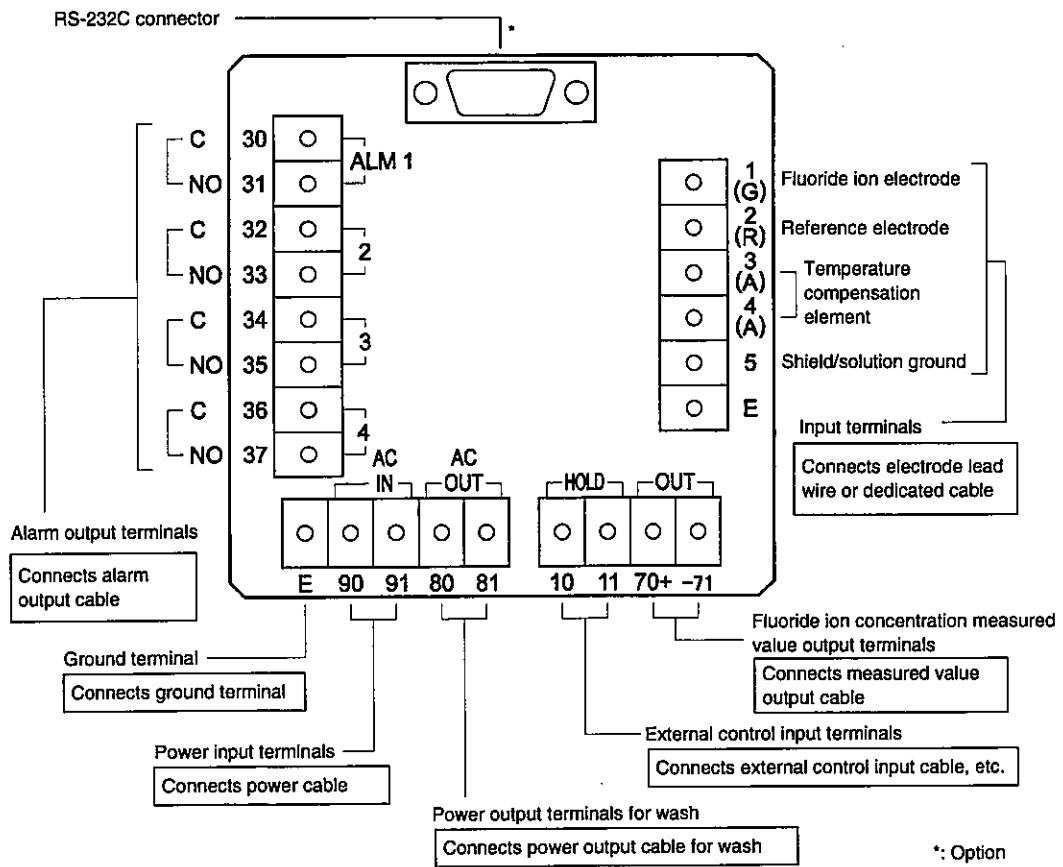 RS-232C connector
*
C 30
NO 31
ALM 1
C 32
NO 33
2
C 34
NO 35
3
C 36
NO 37
4
1
(G)
Fluoride ion electrode
2
(R)
Reference electrode
3
(A)
4
(A)
Temperature
compensation
element
5 Shield/solution ground
E
Input terminals
Connects electrode lead
wire or dedicated cable
AC
IN
AC
OUT
HOLD
OUT
E 90 91 80 81
10 11 70+ –71
Alarm output terminals
Connects alarm
output cable
Ground terminal
Connects ground terminal
Power input terminals
Connects power cable
Power output terminals for wash
Connects power output cable for wash
Fluoride ion concentration measured
value output terminals
Connects measured value
output cable
External control input terminals
Connects external control input cable, etc.
*: Option